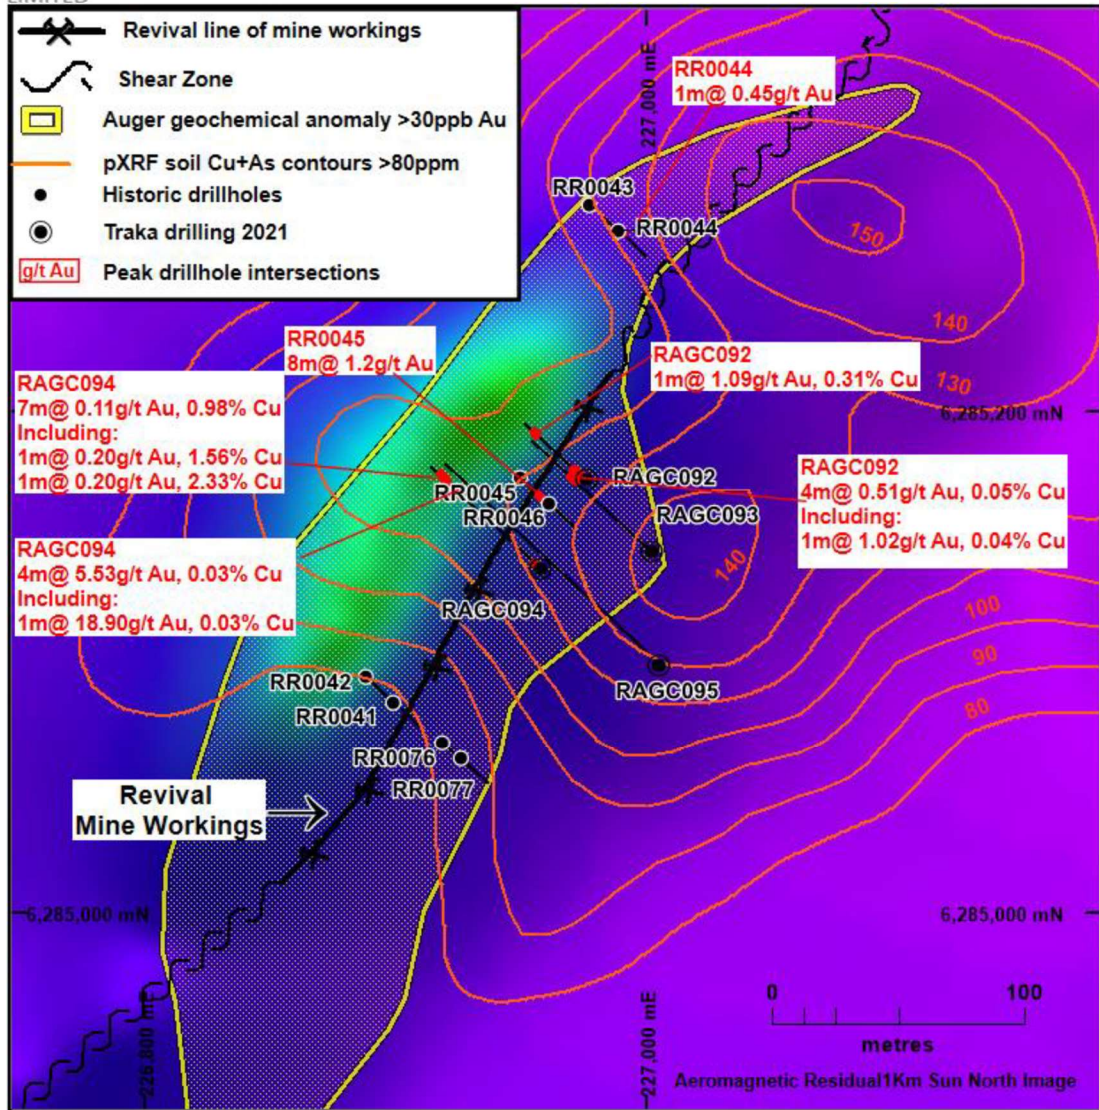 LIMITED
Revival line of mine workings
Shear Zone
Auger geochemical anomaly >30ppb Au
pXRF soil Cu+As contours >80ppm
Historic drillholes
Traka drilling 2021
g/t Au Peak drillhole intersections
227,000 mE
RR0044
1m@ 0.45g/t Au
RR0043
RR0044
150
140
130
RR0045
8m@ 1.2g/t Au
RAGC092
1m@ 1.09g/t Au, 0.31% Cu
RAGC094
7m@ 0.11g/t Au, 0.98% Cu
Including:
1m@ 0.20g/t Au, 1.56% Cu
1m@ 0.20g/t Au, 2.33% Cu
6,285,200 mN
RAGC092
4m@ 0.51g/t Au, 0.05% Cu
Including:
1m@ 1.02g/t Au, 0.04% Cu
RR0045
RR0046
RAGC092
RAGC093
RAGC094
4m@ 5.53g/t Au, 0.03% Cu
Including:
1m@ 18.90g/t Au, 0.03% Cu
140
RAGC094
100
90
80
RAGC095
RR0042
RR0041
RR0076
RR0077
Revival
Mine Workings
6,285,000 mN
6,285,000 mN
226,800 mE
227,000 mE
0 100
metres
Aeromagnetic Residual1Km Sun North Image